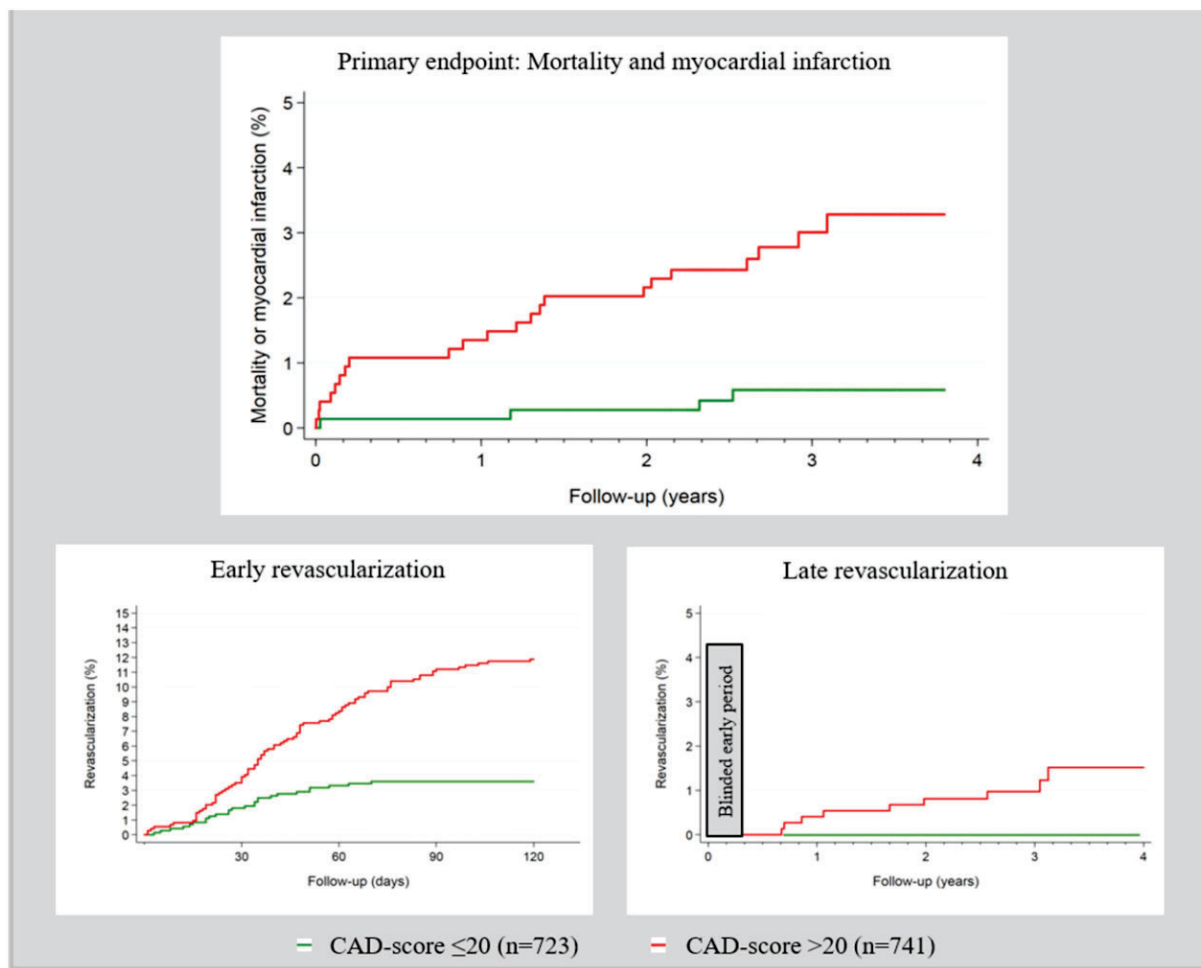 Primary endpoint: Mortality and myocardial infarction
Mortality or myocardial infarction (%)
5
4
3
2
1
0
0 1 2 3 4
Follow-up (years)
Early revascularization
Revascularization (%)
15
14
13
12
11
10
9
8
7
6
5
4
3
2
1
0
30 60 90 120
Follow-up (days)
Late revascularization
Revascularization (%)
5
4
3
2
1
0
Blinded early period
0 1 2 3 4
Follow-up (years)
CAD-score ≤20 (n=723) CAD-score >20 (n=741)